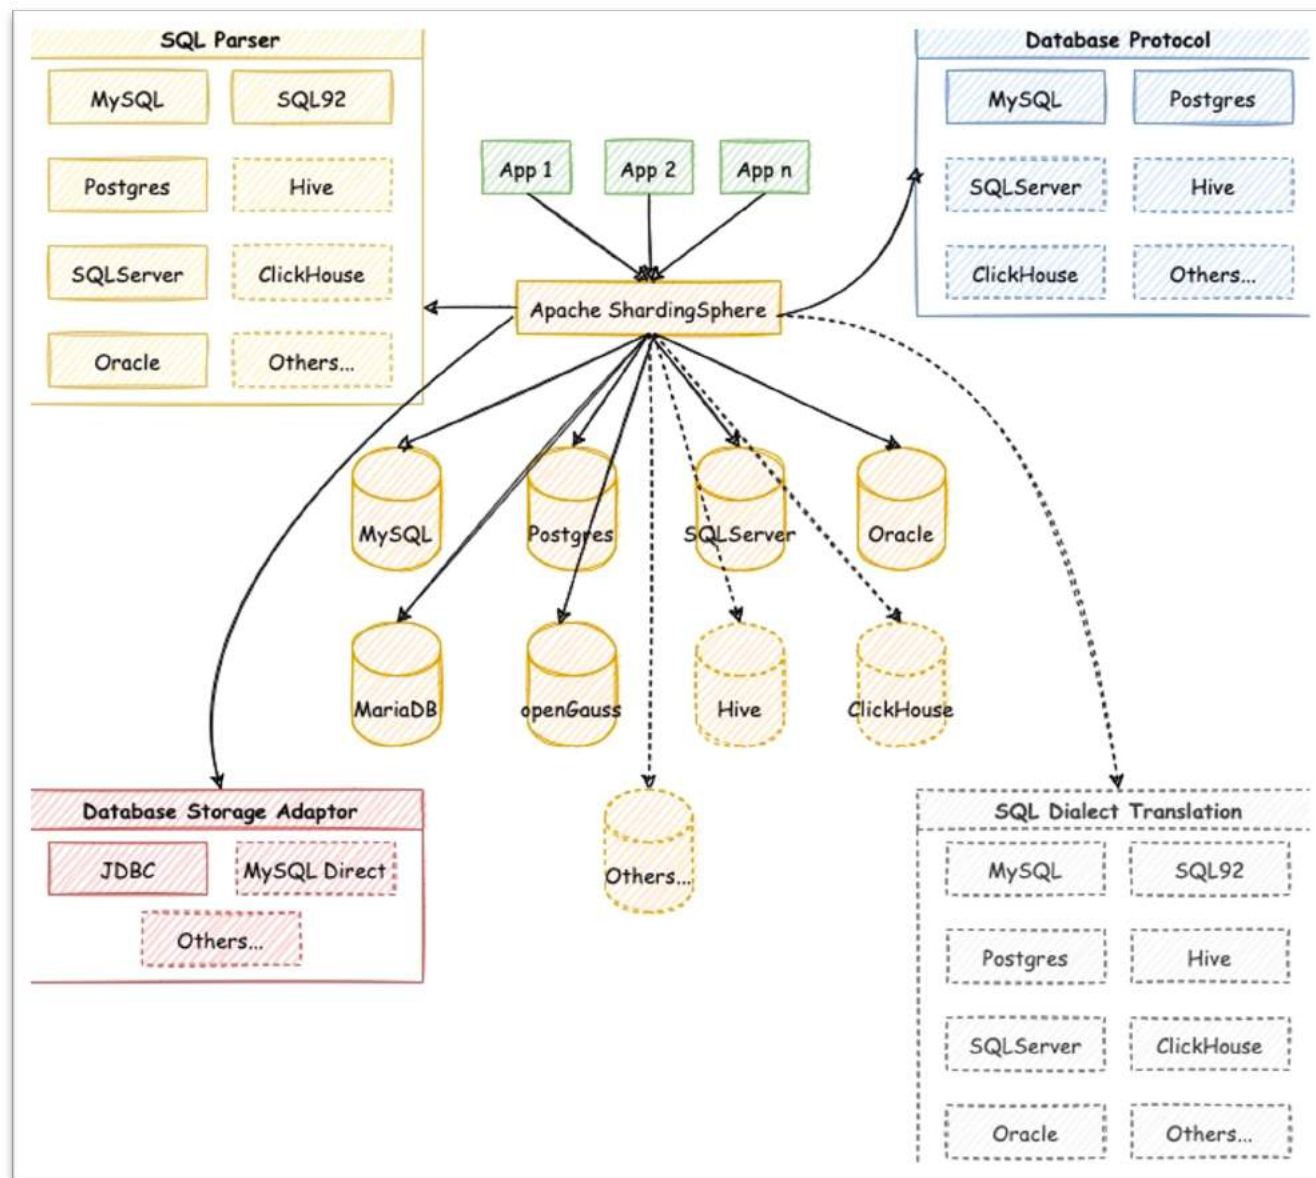 SQL Parser
MySQL
SQL92
Postgres
Hive
SQLServer
ClickHouse
Oracle
Others...
Database Protocol
MySQL
Postgres
SQLServer
Hive
ClickHouse
Others...
App 1
App 2
App n
Apache ShardingSphere
MySQL
Postgres
SQLServer
Oracle
MariaDB
openGauss
Hive
ClickHouse
Others...
Database Storage Adaptor
JDBC
MySQL Direct
Others...
SQL Dialect Translation
MySQL
SQL92
Postgres
Hive
SQLServer
ClickHouse
Oracle
Others...